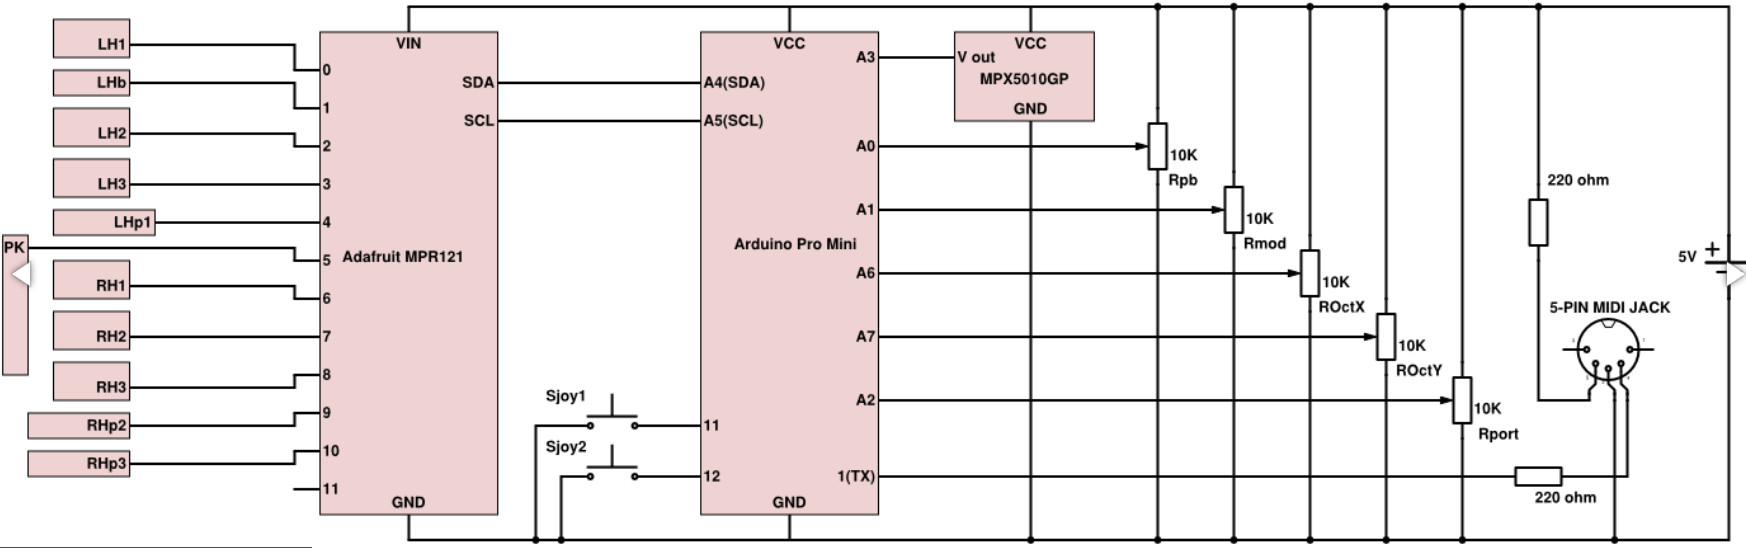 LH1
LHb
LH2
LH3
LHp1
PK
RH1
RH2
RH3
RHp2
RHp3
VIN
0
1
2
3
4
5
6
7
8
9
10
11
SDA
SCL
Adafruit MPR121
GND
Sjoy1
Sjoy2
VCC
A4(SDA)
A5(SCL)
Arduino Pro Mini
11
12
GND
A3
A0
A1
A6
A7
A2
1(TX)
VCC
V out
MPX5010GP
GND
10K
Rpb
10K
Rmod
10K
ROctX
10K
ROctY
10K
Rport
220 ohm
5-PIN MIDI JACK
220 ohm
5V
+